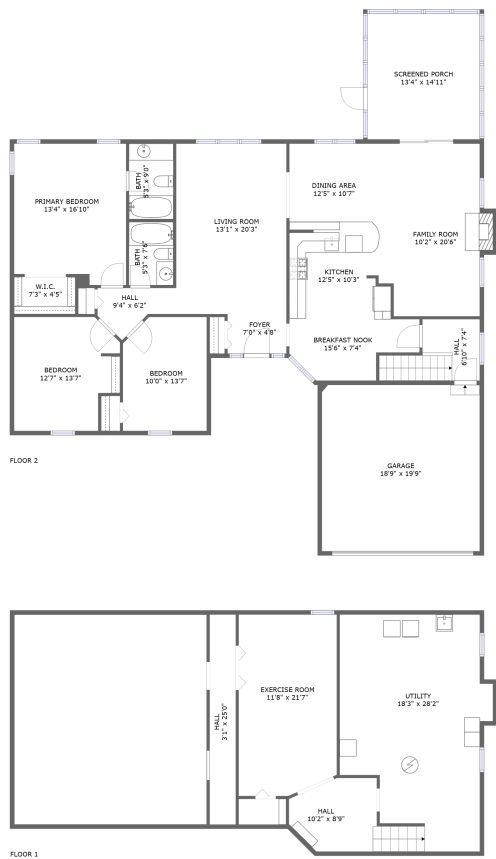 SCREENED PORCH
13'4" x 14'11"
PRIMARY BEDROOM
13'4" x 16'10"
BATH
5'3" x 9'0"
DINING AREA
12'5" x 10'7"
LIVING ROOM
13'1" x 20'3"
FAMILY ROOM
10'2" x 20'6"
BATH
5'3" x 7'6"
KITCHEN
12'5" x 10'3"
W.I.C.
7'3" x 4'5"
HALL
9'4" x 6'2"
FOYER
7'0" x 4'8"
BREAKFAST NOOK
15'6" x 7'4"
HALL
6'10" x 7'4"
BEDROOM
12'7" x 13'7"
BEDROOM
10'0" x 13'7"
FLOOR 2
GARAGE
18'9" x 19'9"
EXERCISE ROOM
11'8" x 21'7"
UTILITY
18'3" x 28'2"
HALL
3'1" x 25'0"
HALL
10'2" x 8'9"
FLOOR 1